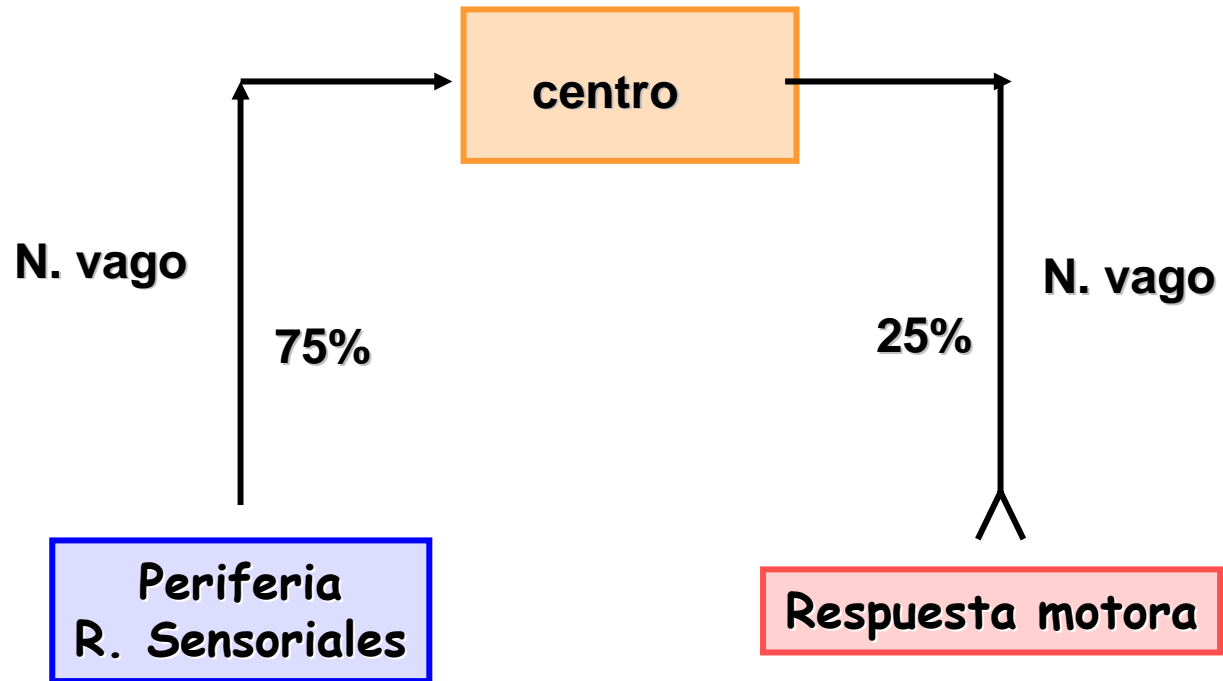 centro
N. vago
N. vago
75%
25%
Periferia
R. Sensoriales
Respuesta motora